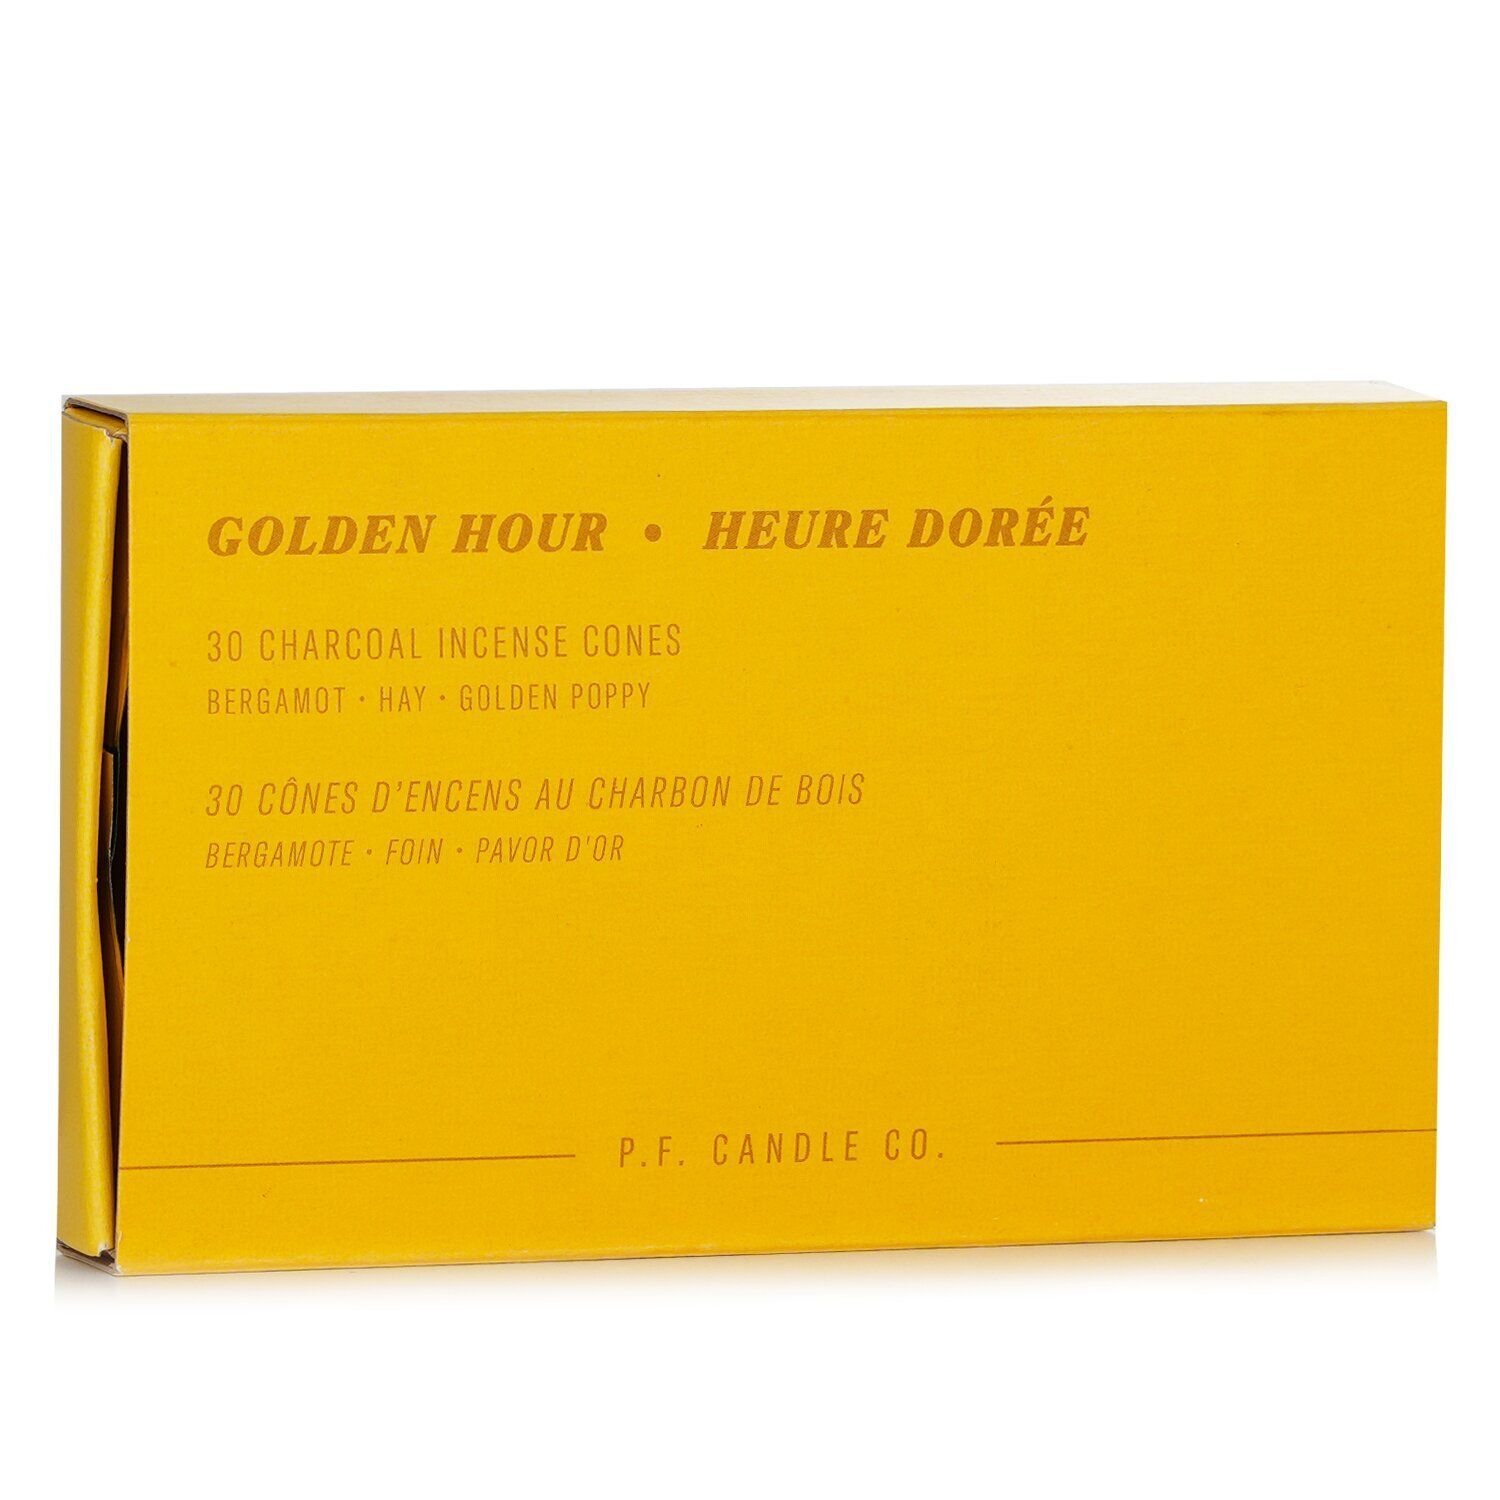 GOLDEN HOUR • HEURE DORÉE
30 CHARCOAL INCENSE CONES
BERGAMOT • HAY • GOLDEN POPPY
30 CÔNES D'ENCENS AU CHARBON DE BOIS
BERGAMOTE • FOIN • PAVOR D'OR
P.F. CANDLE CO.